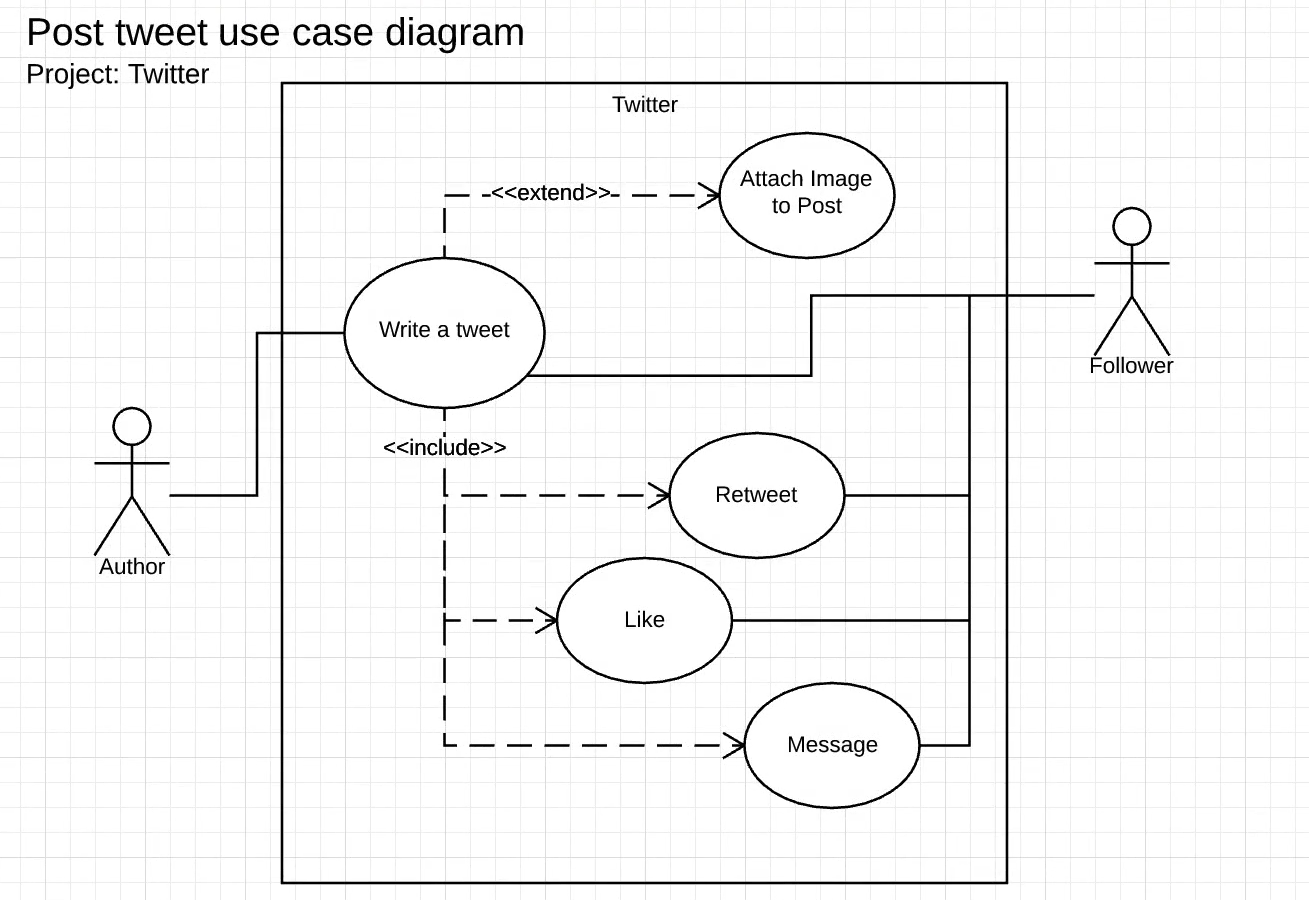 Post tweet use case diagram
Project: Twitter
Twitter
<<extend>>
Attach Image
to Post
Write a tweet
Follower
<<include>>
Retweet
Author
Like
Message